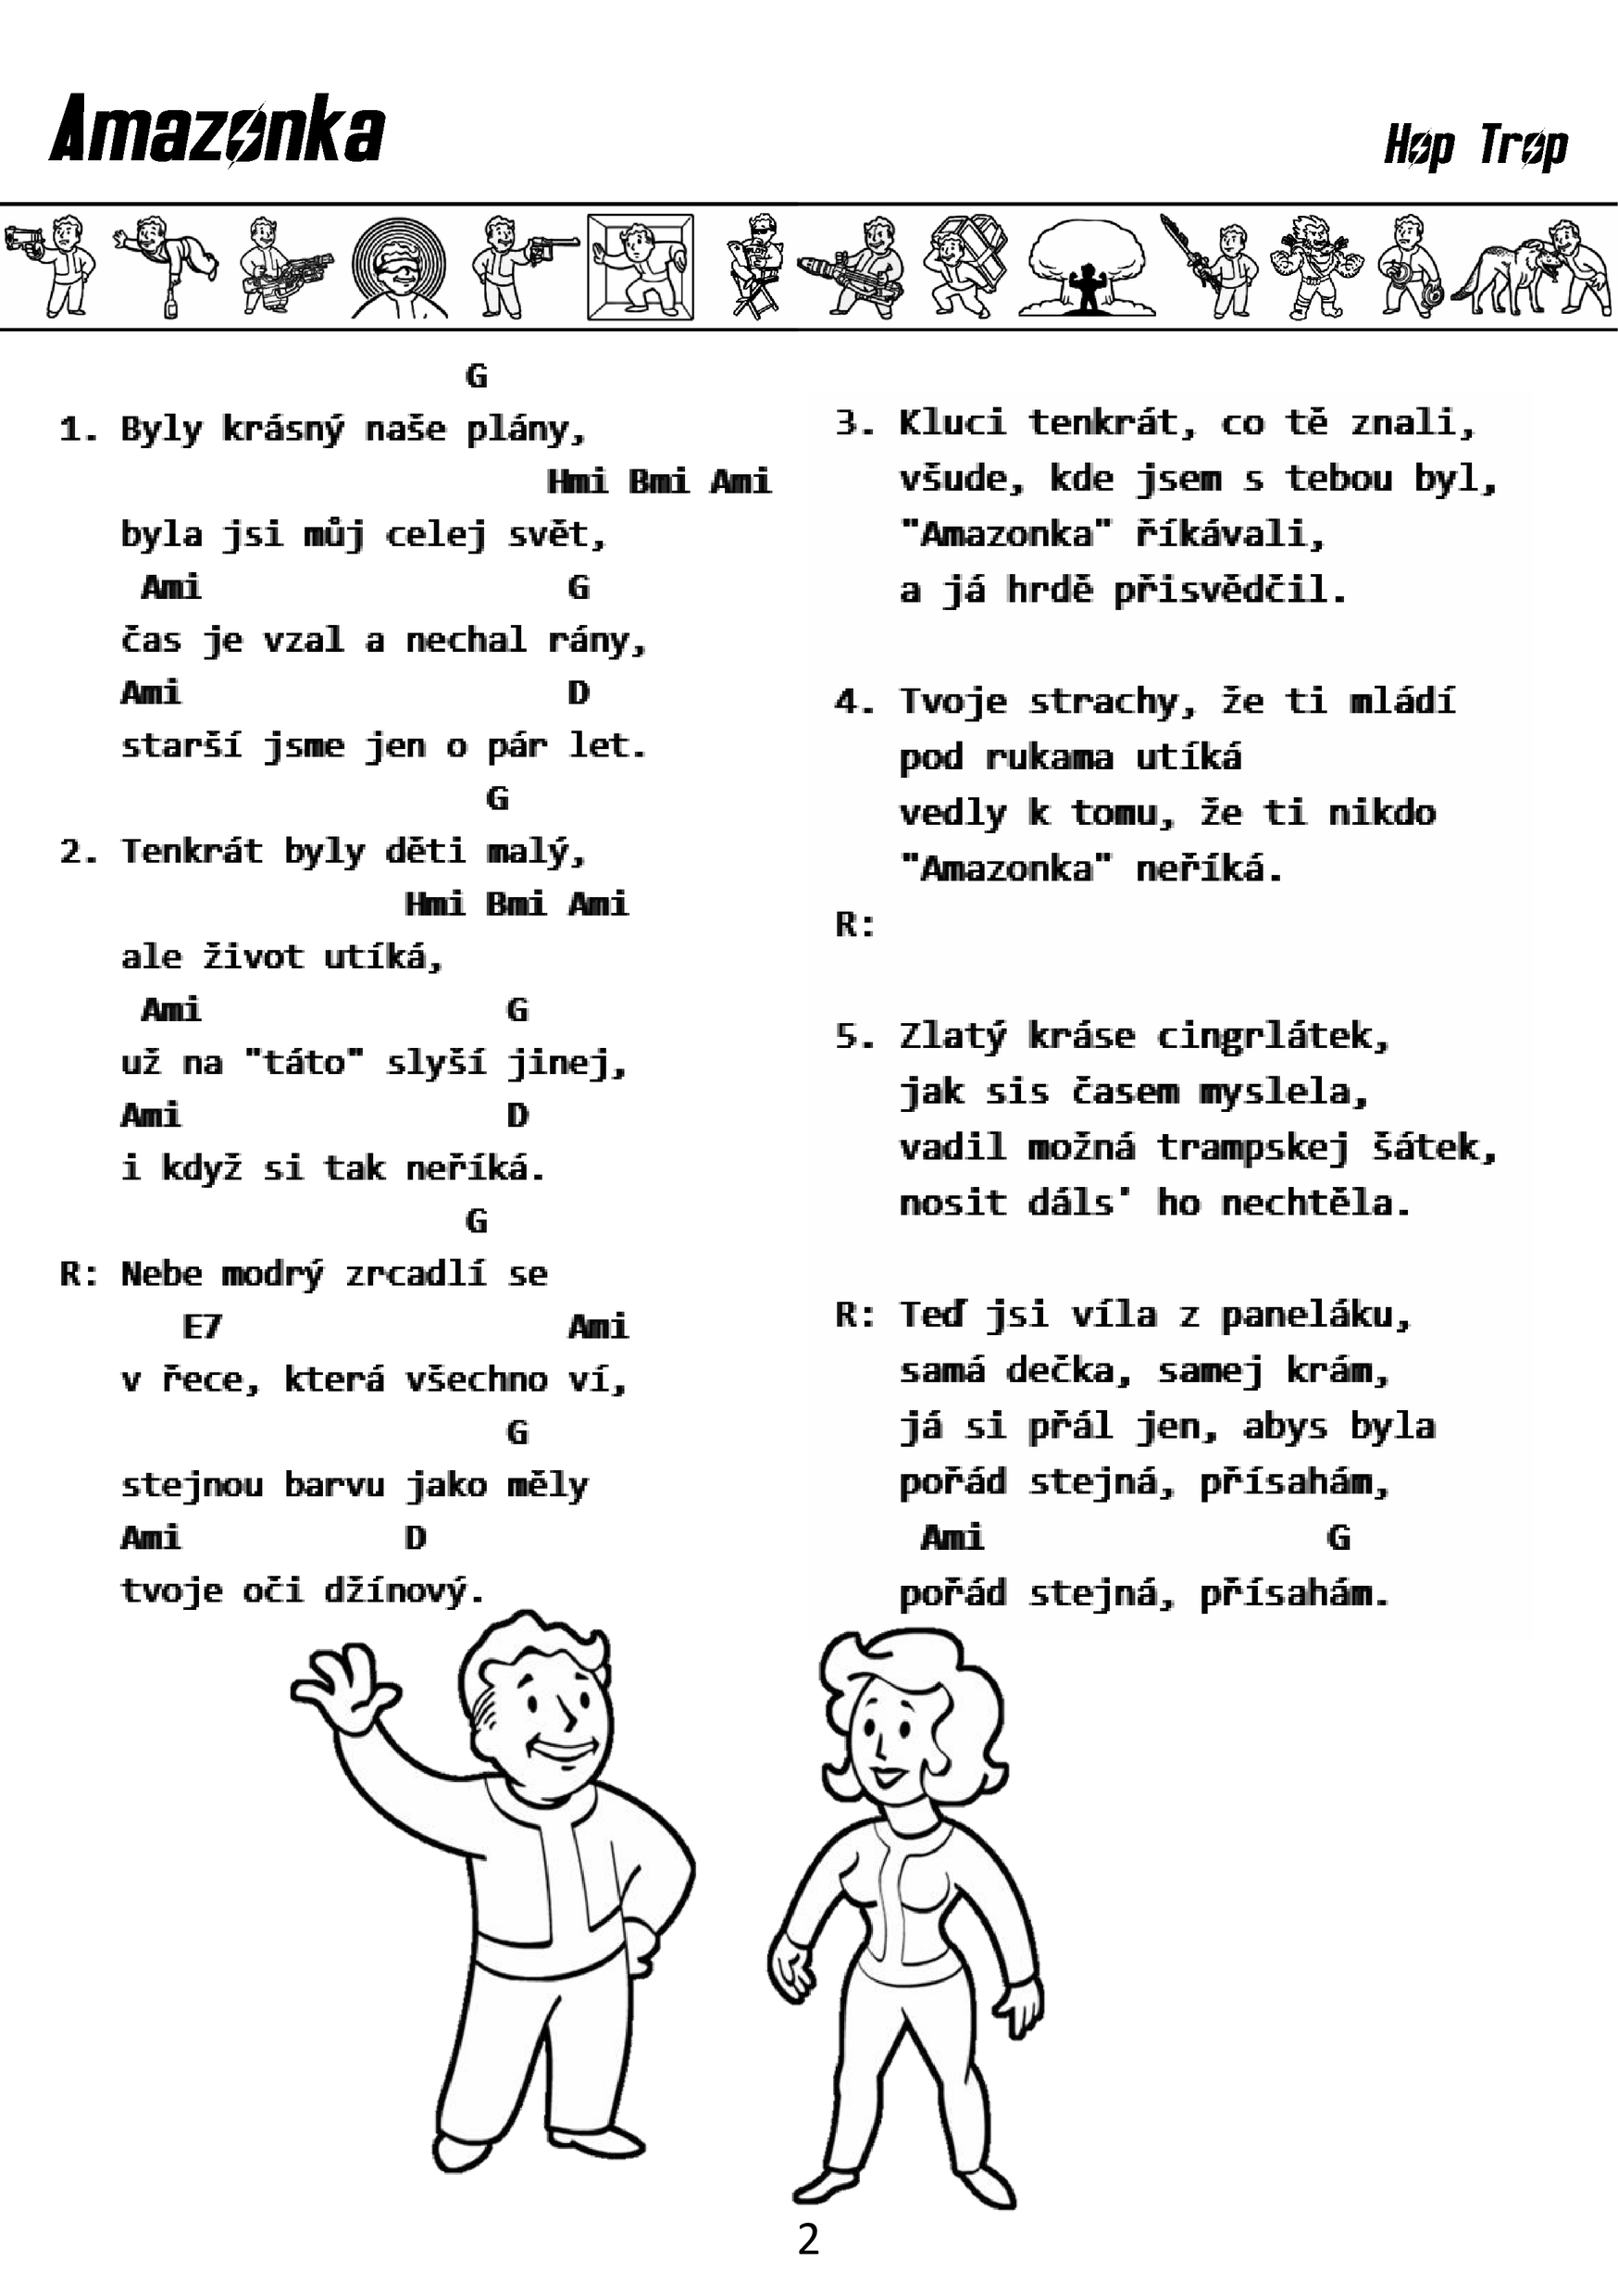 Amazonka
Hop Trop
G
1. Byly krásný naše plány,
Hmi Bmi Ami
byla jsi můj celej svět,
Ami G
čas je vzal a nechal rány,
Ami D
starší jsme jen o pár let.
G
2. Tenkrát byly děti malý,
Hmi Bmi Ami
ale život utíká,
Ami G
už na "táto" slyší jinej,
Ami D
i když si tak neříká.
G
R: Nebe modrý zrcadlí se
E7 Ami
v řece, která všechno ví,
G
stejnou barvu jako měly
Ami D
tvoje oči džínový.
3. Kluci tenkrát, co tě znali,
všude, kde jsem s tebou byl,
"Amazonka" říkávali,
a já hrdě přisvědčil.
4. Tvoje strachy, že ti mládí
pod rukama utíká
vedly k tomu, že ti nikdo
"Amazonka" neříká.
R:
5. Zlatý kráse cingrlátek,
jak sis časem myslela,
vadil možná trampskej šátek,
nosit dáls' ho nechtěla.
R: Teď jsi víla z paneláku,
samá dečka, samej krám,
já si přál jen, abys byla
pořád stejná, přísahám,
Ami G
pořád stejná, přísahám.
2